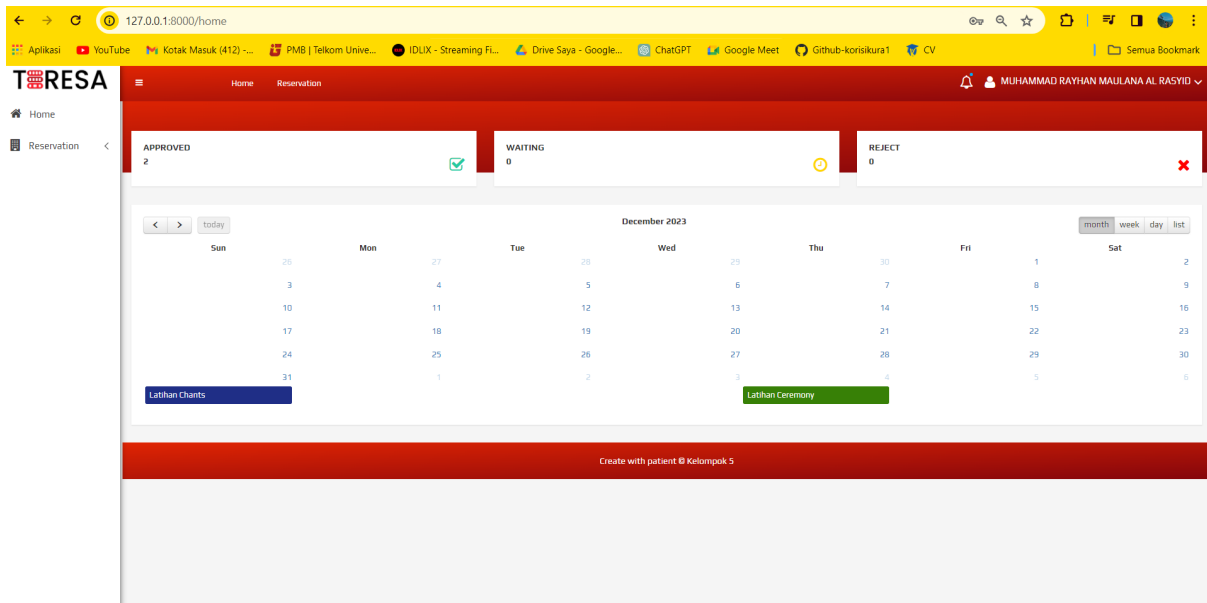 127.0.0.1:8000/home
Aplikasi YouTube Kotak Masuk (412) -... PMB | Telkom Unive... IDLIX - Streaming Fi... Drive Saya - Google... ChatGPT Google Meet Github-korisikura1 CV Semua Bookmark
TERESA Home Reservation MUHAMMAD RAYHAN MAULANA AL RASYID
Home
Reservation
APPROVED WAITING REJECT
2 0 0
today December 2023 month week day list
Sun Mon Tue Wed Thu Fri Sat
26 27 28 29 30 1 2
3 4 5 6 7 8 9
10 11 12 13 14 15 16
17 18 19 20 21 22 23
24 25 26 27 28 29 30
31 1 2 3 4 5 6
Latihan Chants Latihan Ceremony
Create with patient © Kelompok 5